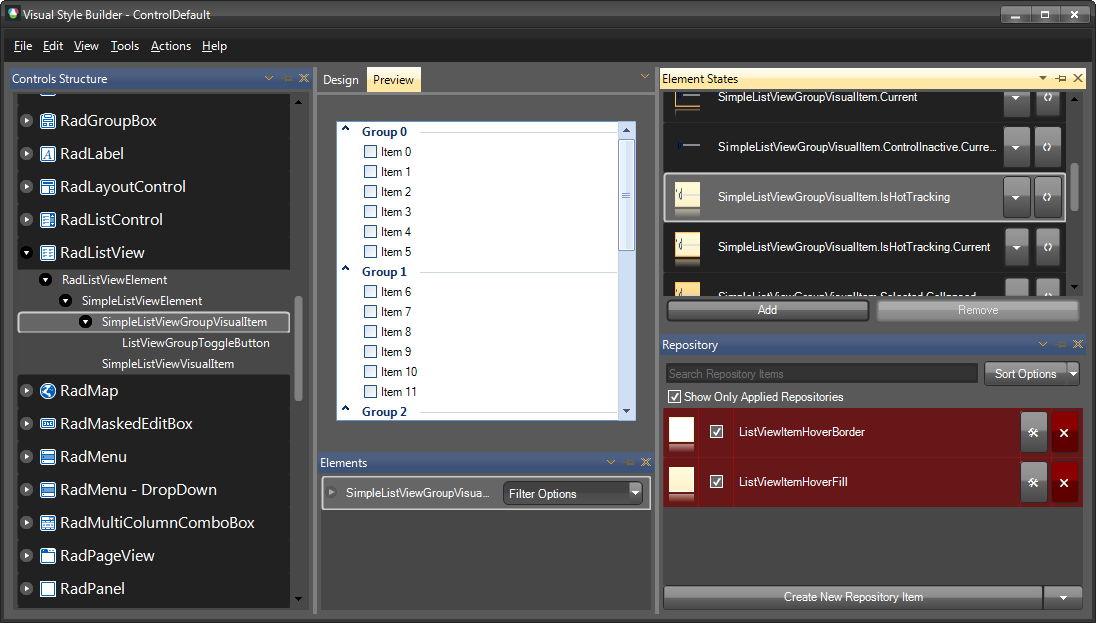 Visual Style Builder - ControlDefault
File Edit View Tools Actions Help
Controls Structure
RadGroupBox
RadLabel
RadLayoutControl
RadListControl
RadListView
RadListViewElement
SimpleListViewElement
SimpleListViewGroupVisualItem
ListViewGroupToggleButton
SimpleListViewVisualItem
RadMap
RadMaskedEditBox
RadMenu
RadMenu - DropDown
RadMultiColumnComboBox
RadPageView
RadPanel
Design Preview
Group 0
Item 0
Item 1
Item 2
Item 3
Item 4
Item 5
Group 1
Item 6
Item 7
Item 8
Item 9
Item 10
Item 11
Group 2
Elements
SimpleListViewGroupVisua... Filter Options
Element States
SimpleListViewGroupVisualItem.Current
SimpleListViewGroupVisualItem.ControlInactive.Curre...
SimpleListViewGroupVisualItem.IsHotTracking
SimpleListViewGroupVisualItem.IsHotTracking.Current
SimpleListViewGroupVisualItem.Selected.Collapsed
Add Remove
Repository
Search Repository Items Sort Options
Show Only Applied Repositories
ListViewItemHoverBorder
ListViewItemHoverFill
Create New Repository Item